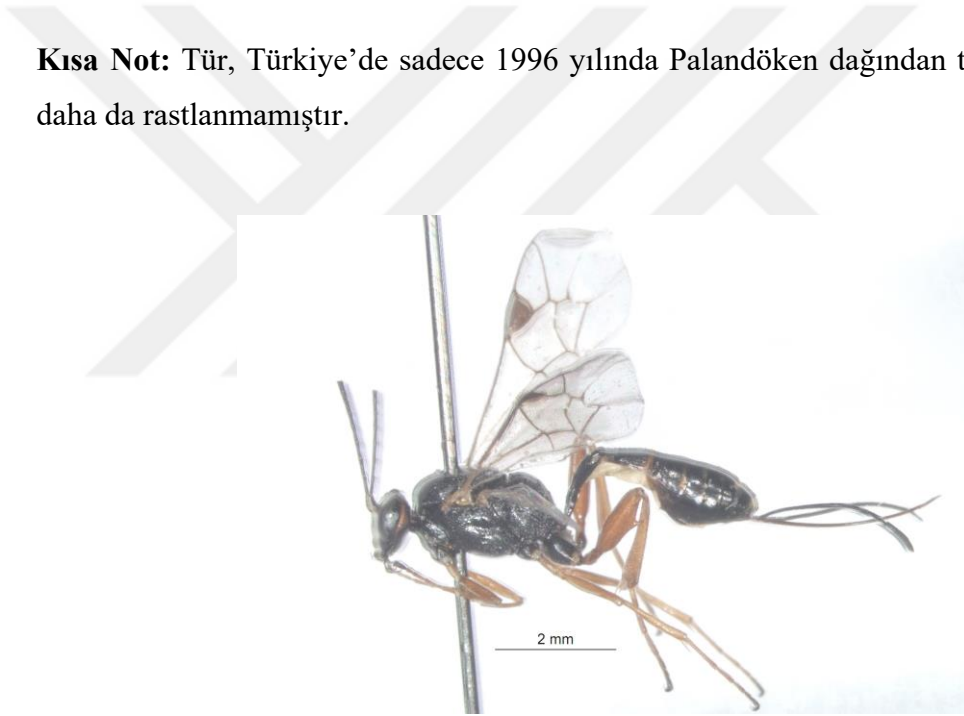 Kısa Not: Tür, Türkiye’de sadece 1996 yılında Palandöken dağından
daha da rastlanmamıştır.
2 mm